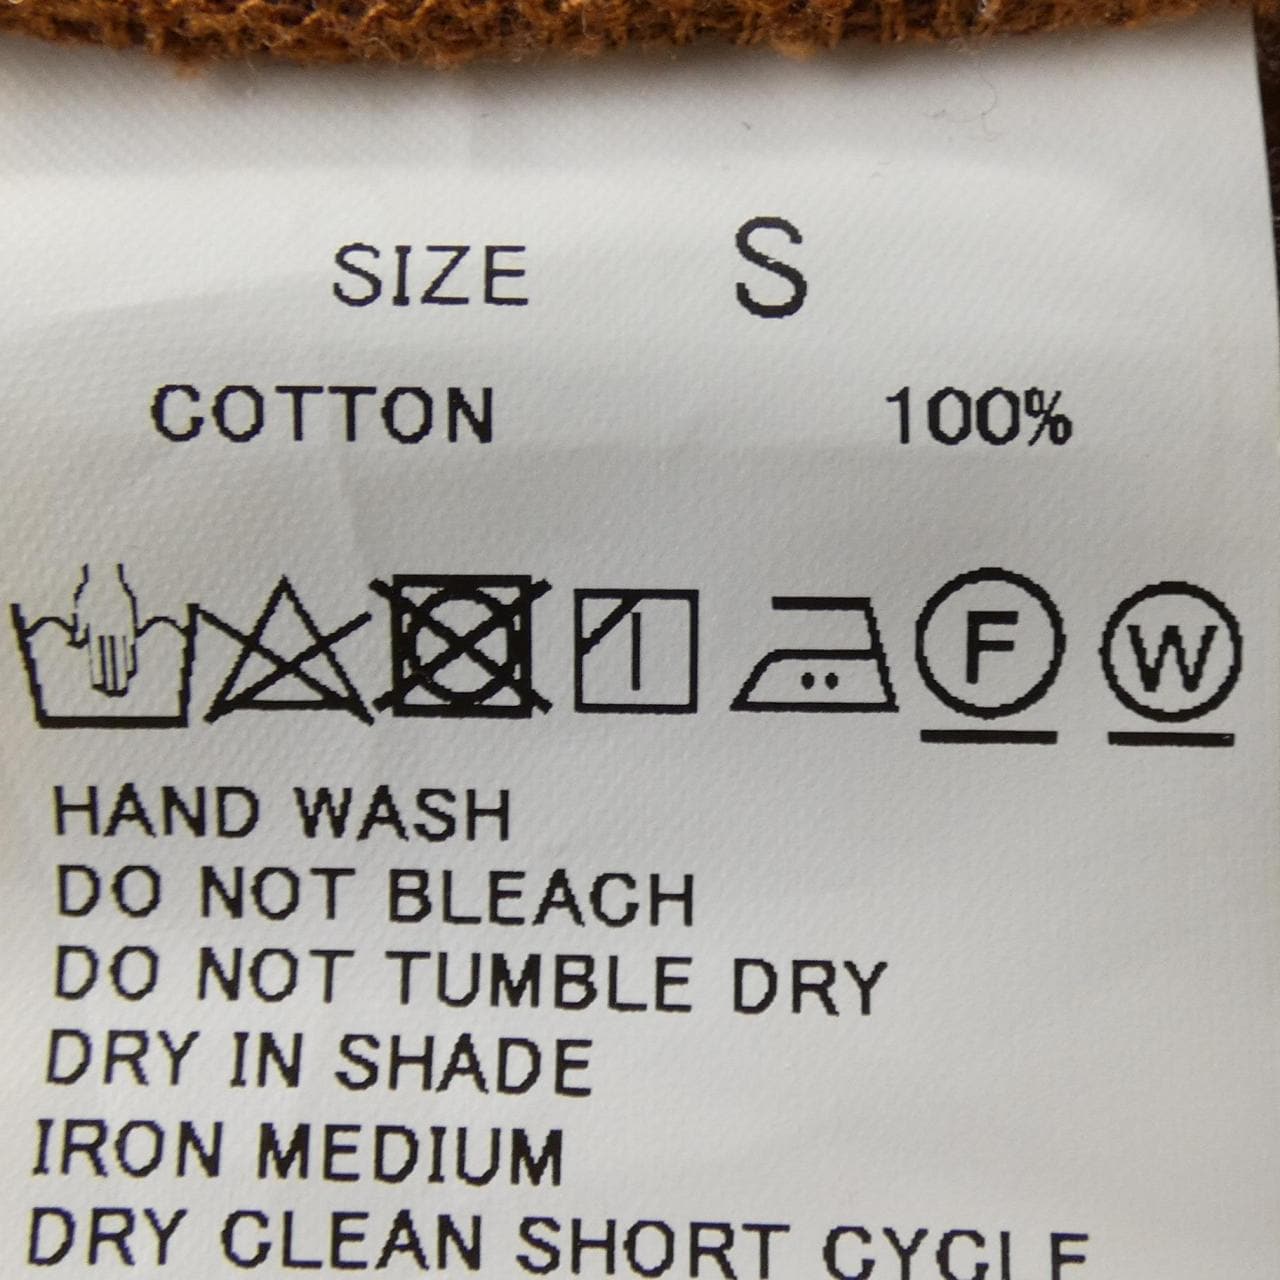 SIZE S
COTTON 100%
F W
HAND WASH
DO NOT BLEACH
DO NOT TUMBLE DRY
DRY IN SHADE
IRON MEDIUM
DRY CLEAN SHORT CYCLE